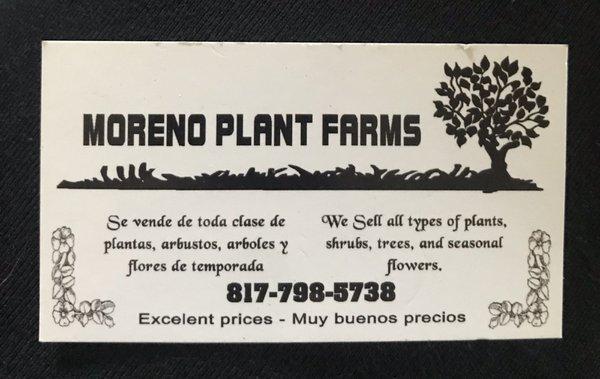 MORENO PLANT FARMS
Se vende de toda clase de
plantas, arbustos, arboles y
flores de temporada
We Sell all types of plants,
shrubs, trees, and seasonal
flowers.
817-798-5738
Excelent prices - Muy buenos precios